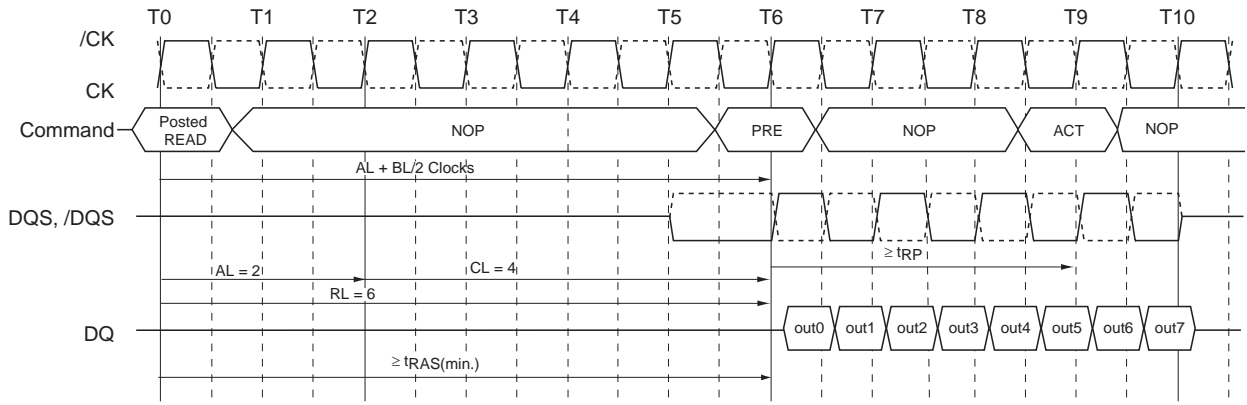 T0 T1 T2 T3 T4 T5 T6 T7 T8 T9 T10
/CK
CK
Command
Posted READ
NOP
PRE
NOP
ACT
NOP
AL + BL/2 Clocks
DQS, /DQS
≥ tRP
AL = 2
CL = 4
RL = 6
DQ
out0 out1 out2 out3 out4 out5 out6 out7
≥ tRAS(min.)